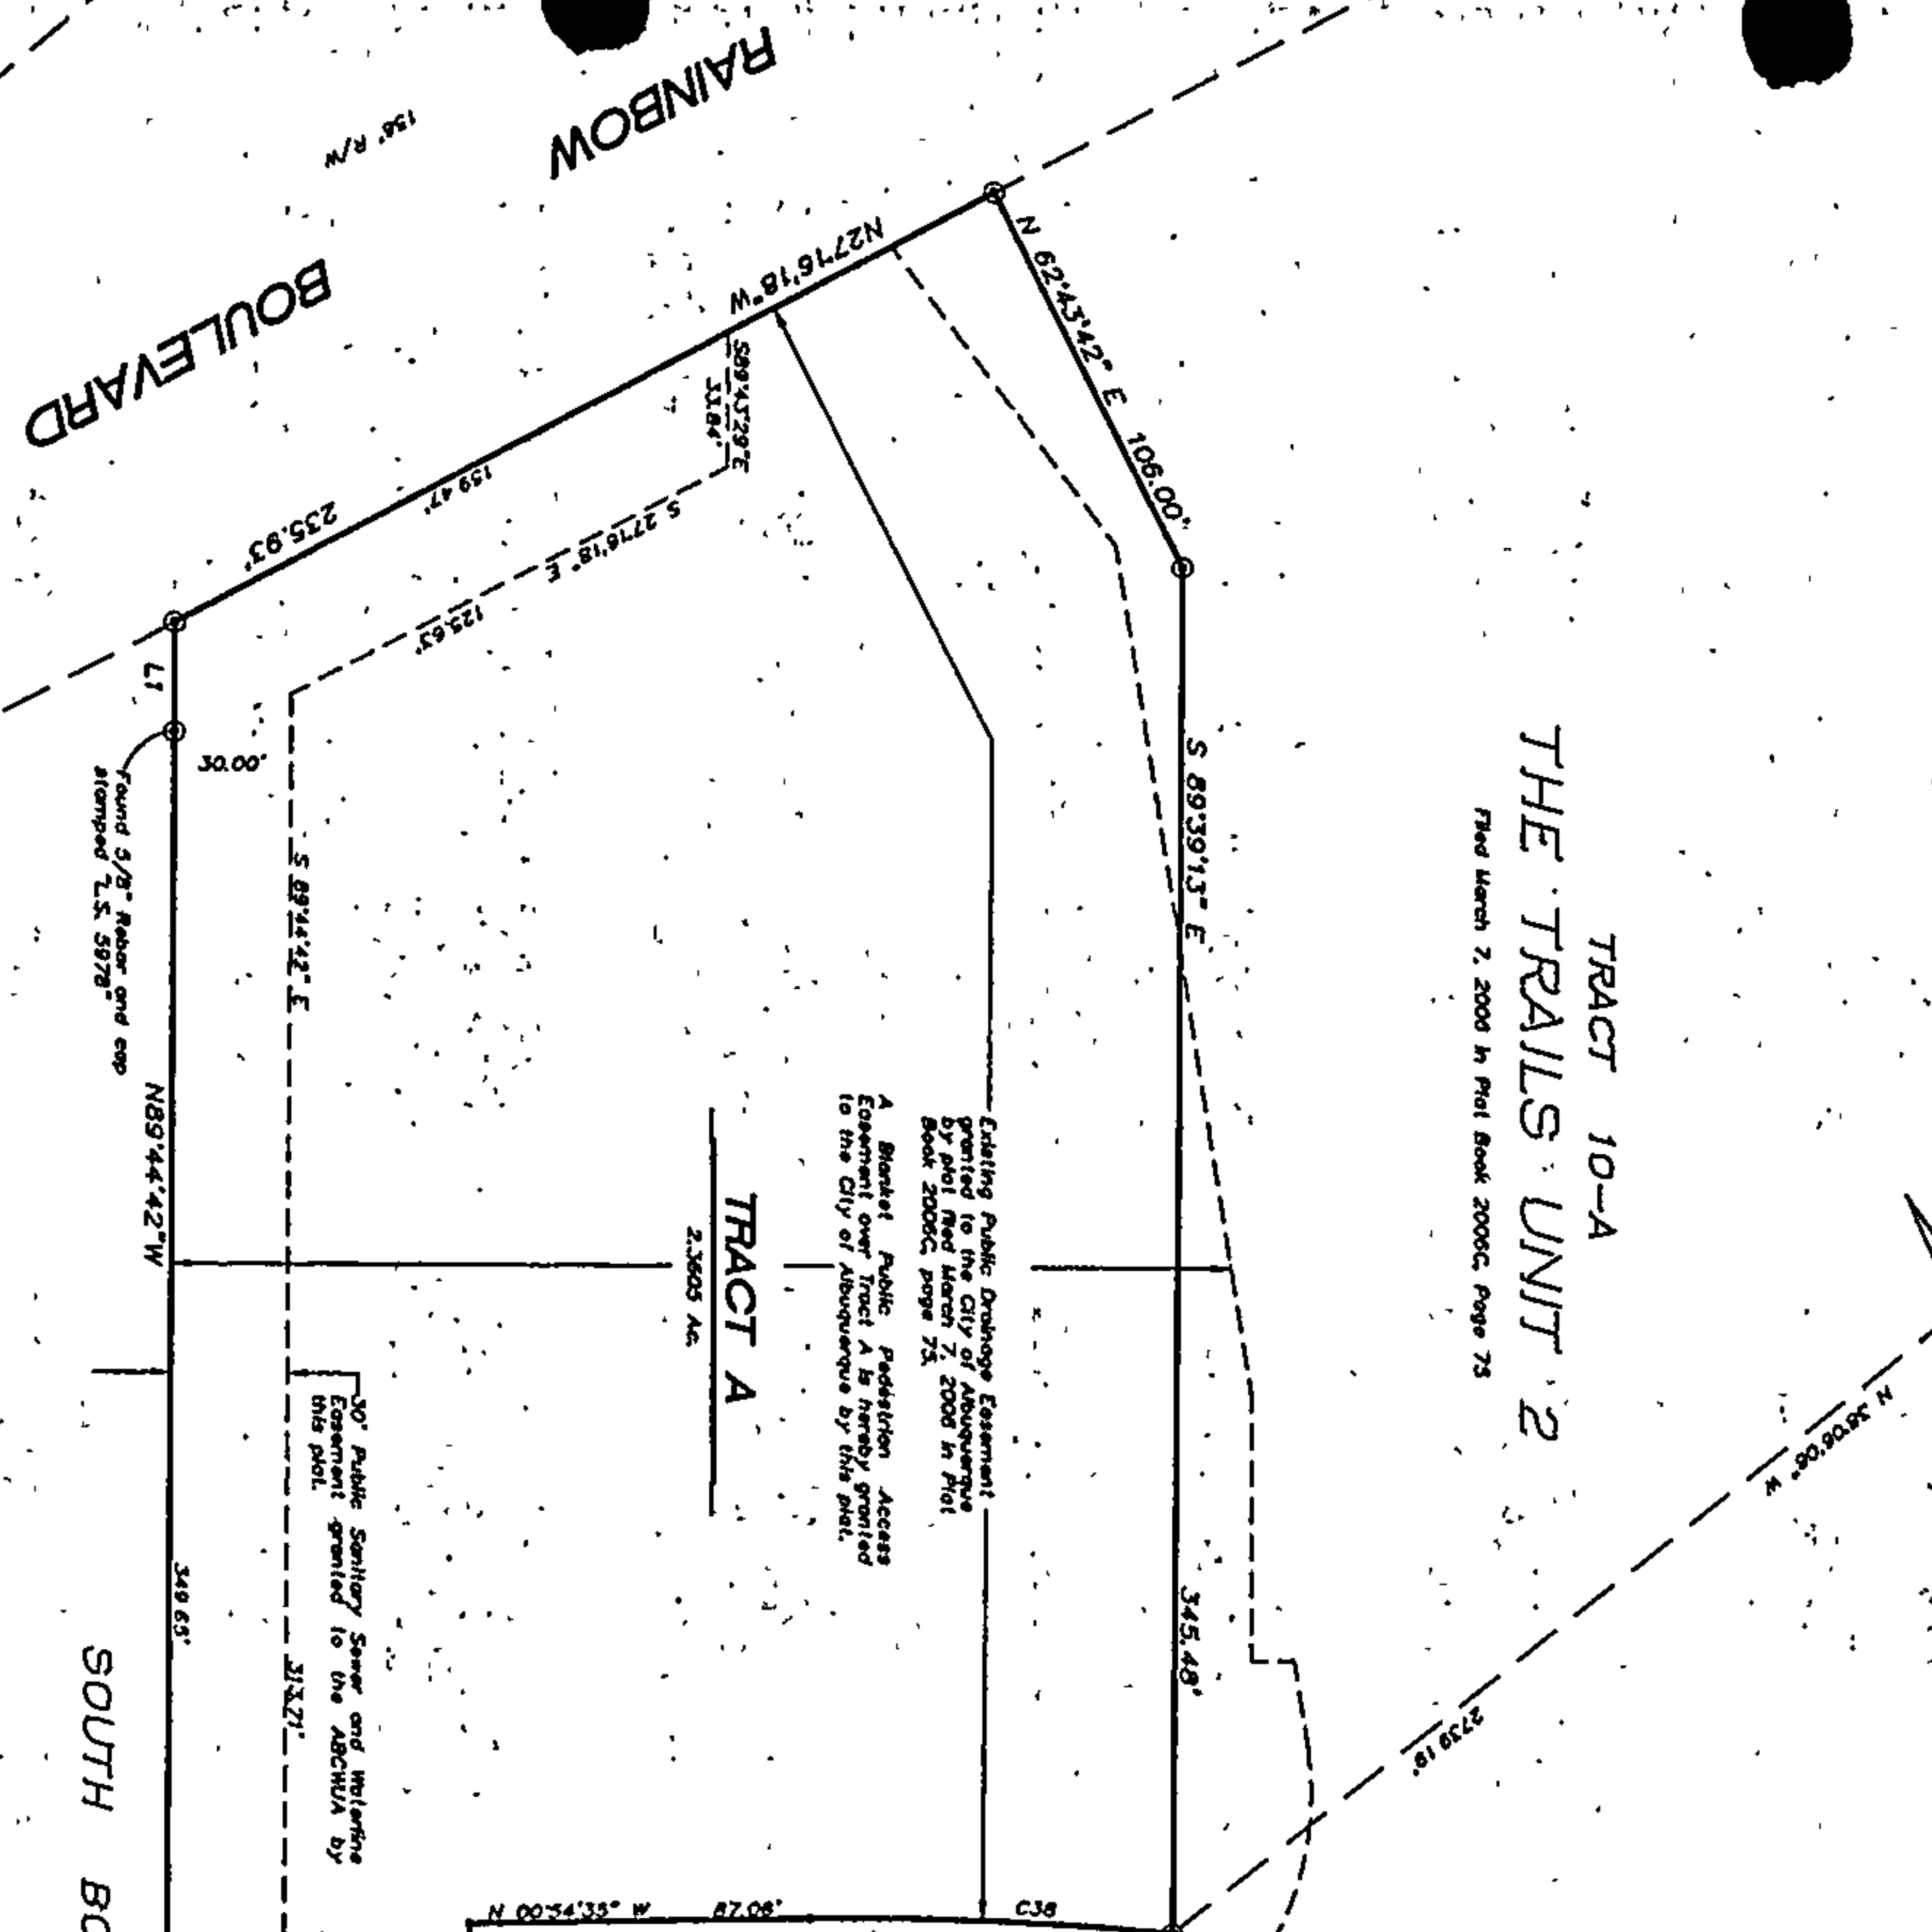 RAINBOW
BOULEVARD
156' R/W
N27°16'18"W
235.93'
159.47'
N 62°43'42" E 106.00'
S89°43'29"E
33.84'
S 27°16'18" E
125.63'
L1
30.00'
Found 5/8" Rebar and cap
stamped "L.S. 5978"
N89°44'42"W
349.65'
S 89°44'42" E
313.71'
S 89°39'13" E
345.48'
TRACT 10-A
THE TRAILS UNIT 2
Filed March 7, 2006 in Plat Book 2006C, Page 75
Existing Public Drainage Easement
granted to the City of Albuquerque
by plat filed March 7, 2006 in Plat
Book 2006C, page 75.
A Blanket Public Pedestrian Access
Easement over Tract A is hereby granted
to the City of Albuquerque by this plat.
TRACT A
2.3605 Ac.
30' Public Sanitary Sewer and Waterline
Easement granted to the ABCWUA by
this plat.
SOUTH BO
N 00°54'35" W 87.08'
C38
N 38°06'06" W
2739.19'